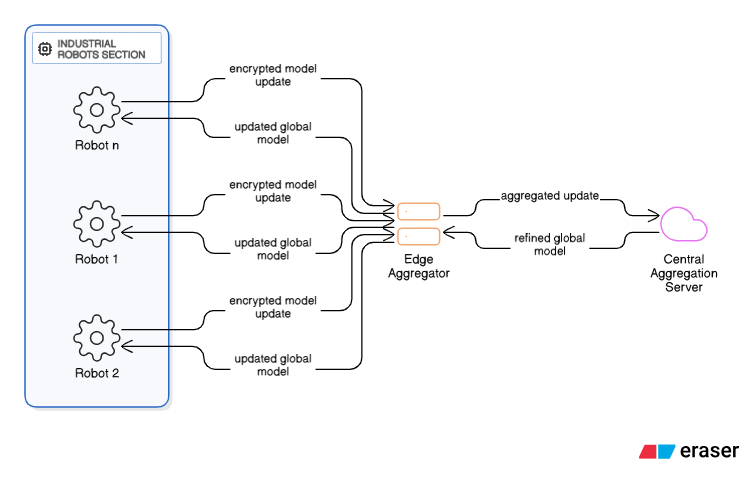 INDUSTRIAL
ROBOTS SECTION
encrypted model
update
Robot n
updated global
model
encrypted model
update
aggregated update
Robot 1
updated global
model
refined global
model
Edge
Aggregator
Central
Aggregation
Server
encrypted model
update
Robot 2
updated global
model
eraser